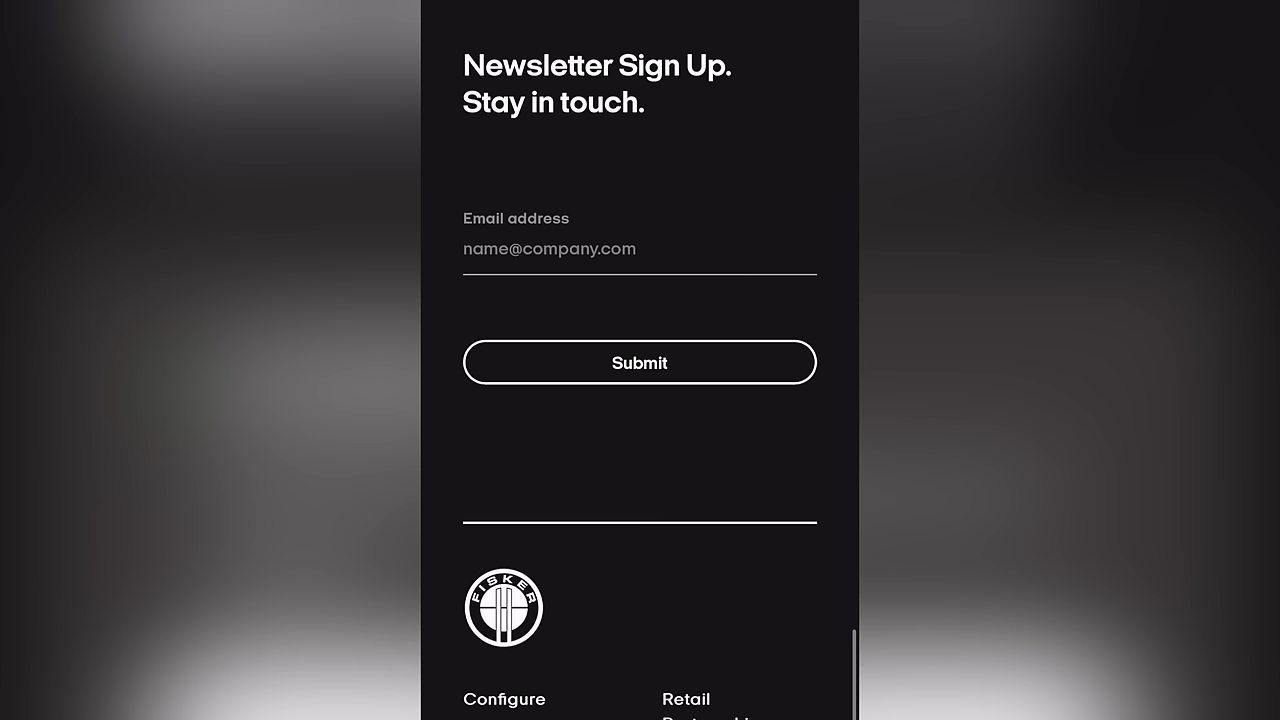 Newsletter Sign Up.
Stay in touch.
Email address
name@company.com
Submit
FISKER
Configure
Retail